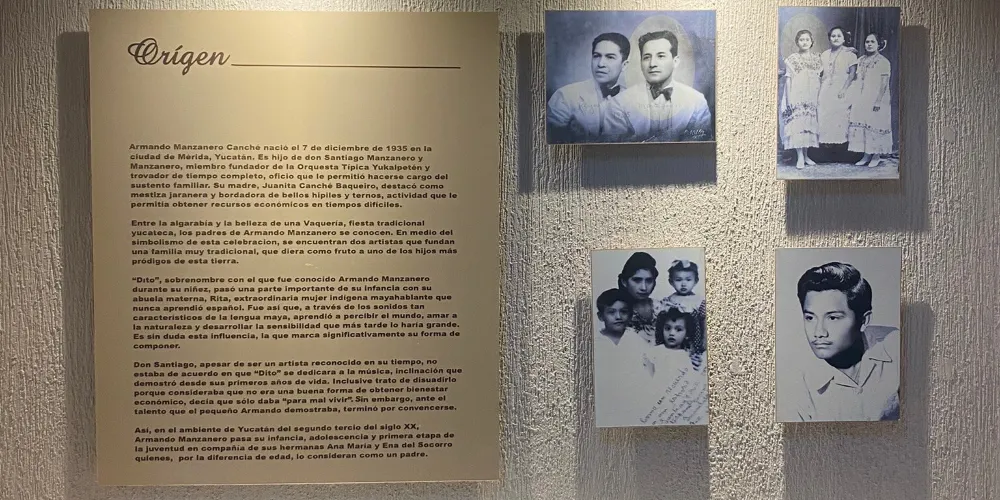 Orígen
Armando Manzanero Canché nació el 7 de diciembre de 1935 en la
ciudad de Mérida, Yucatán. Es hijo de don Santiago Manzanero y
Manzanero, miembro fundador de la Orquesta Típica Yukalpetén y
trovador de tiempo completo, oficio que le permitió hacerse cargo del
sustento familiar. Su madre, Juanita Canché Baqueiro, destacó como
mestiza jaranera y bordadora de bellos hipiles y ternos, actividad que le
permitía obtener recursos económicos en tiempos difíciles.
Entre la algarabía y la belleza de una Vaquería, fiesta tradicional
yucateca, los padres de Armando Manzanero se conocen. En medio del
simbolismo de esta celebracion, se encuentran dos artistas que fundan
una familia muy tradicional, que diera como fruto a uno de los hijos más
pródigos de esta tierra.
“Dito”, sobrenombre con el que fue conocido Armando Manzanero
durante su niñez, pasó una parte importante de su infancia con su
abuela materna, Rita, extraordinaria mujer indígena mayahablante que
nunca aprendió español. Fue así que, a través de los sonidos tan
característicos de la lengua maya, aprendió a percibir el mundo, amar a
la naturaleza y desarrollar la sensibilidad que más tarde lo haría grande.
Es sin duda esta influencia, la que marca significativamente su forma de
componer.
Don Santiago, apesar de ser un artista reconocido en su tiempo, no
estaba de acuerdo en que “Dito” se dedicara a la música, inclinación que
demostró desde sus primeros años de vida. Inclusive trato de disuadirlo
porque consideraba que no era una buena forma de obtener bienestar
económico, decía que sólo daba “para mal vivir”. Sin embargo, ante el
talento que el pequeño Armando demostraba, terminó por convencerse.
Así, en el ambiente de Yucatán del segundo tercio del siglo XX,
Armando Manzanero pasa su infancia, adolescencia y primera etapa de
la juventud en compañía de sus hermanas Ana María y Ena del Socorro
quienes, por la diferencia de edad, lo consideran como un padre.